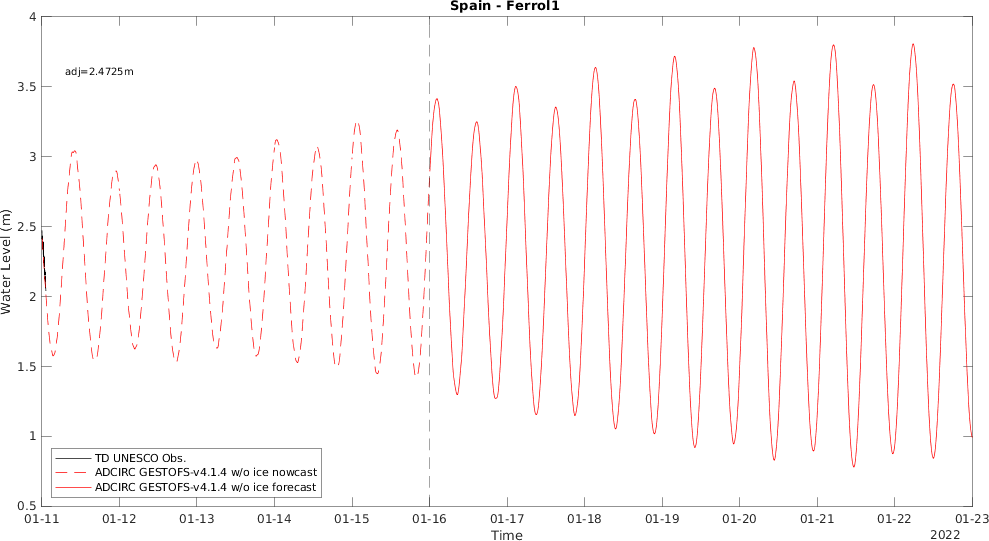 Spain - Ferrol1
adj=2.4725m
Water Level (m)
4
3.5
3
2.5
2
1.5
1
0.5
TD UNESCO Obs.
ADCIRC GESTOFS-v4.1.4 w/o ice nowcast
ADCIRC GESTOFS-v4.1.4 w/o ice forecast
01-11 01-12 01-13 01-14 01-15 01-16 01-17 01-18 01-19 01-20 01-21 01-22 01-23
Time
2022